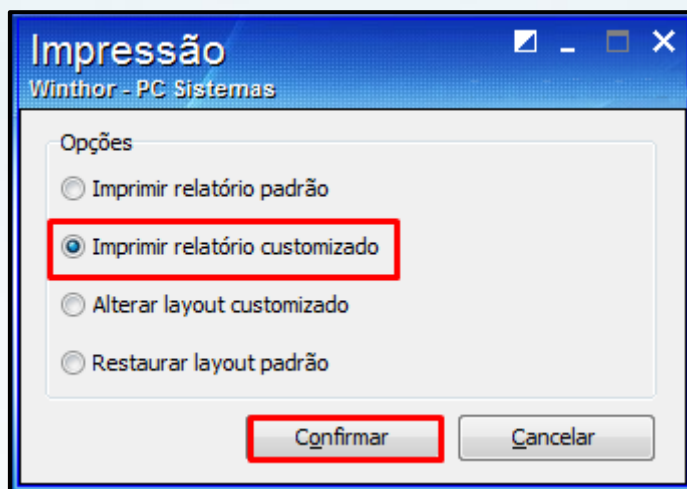 Impressão
Winthor - PC Sistemas
Opções
Imprimir relatório padrão
Imprimir relatório customizado
Alterar layout customizado
Restaurar layout padrão
Confirmar
Cancelar